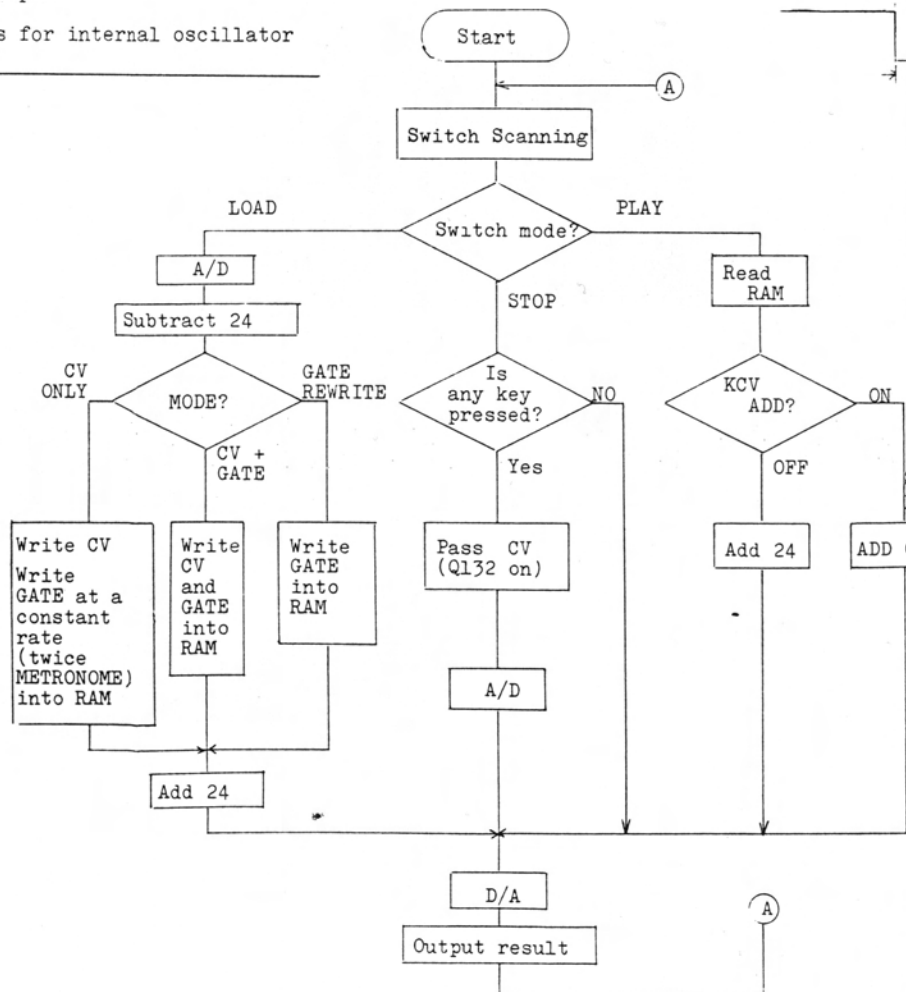 s for internal oscillator
Start
A
Switch Scanning
LOAD
Switch mode?
PLAY
A/D
Read
RAM
STOP
Subtract 24
CV
ONLY
MODE?
GATE
REWRITE
CV +
GATE
Is
any key
pressed?
NO
Yes
KCV
ADD?
ON
OFF
Write CV
Write
GATE at a
constant
rate
(twice
METRONOME)
into RAM
Write
CV
and
GATE
into
RAM
Write
GATE
into
RAM
Pass CV
(Q132 on)
Add 24
ADD
A/D
Add 24
D/A
A
Output result